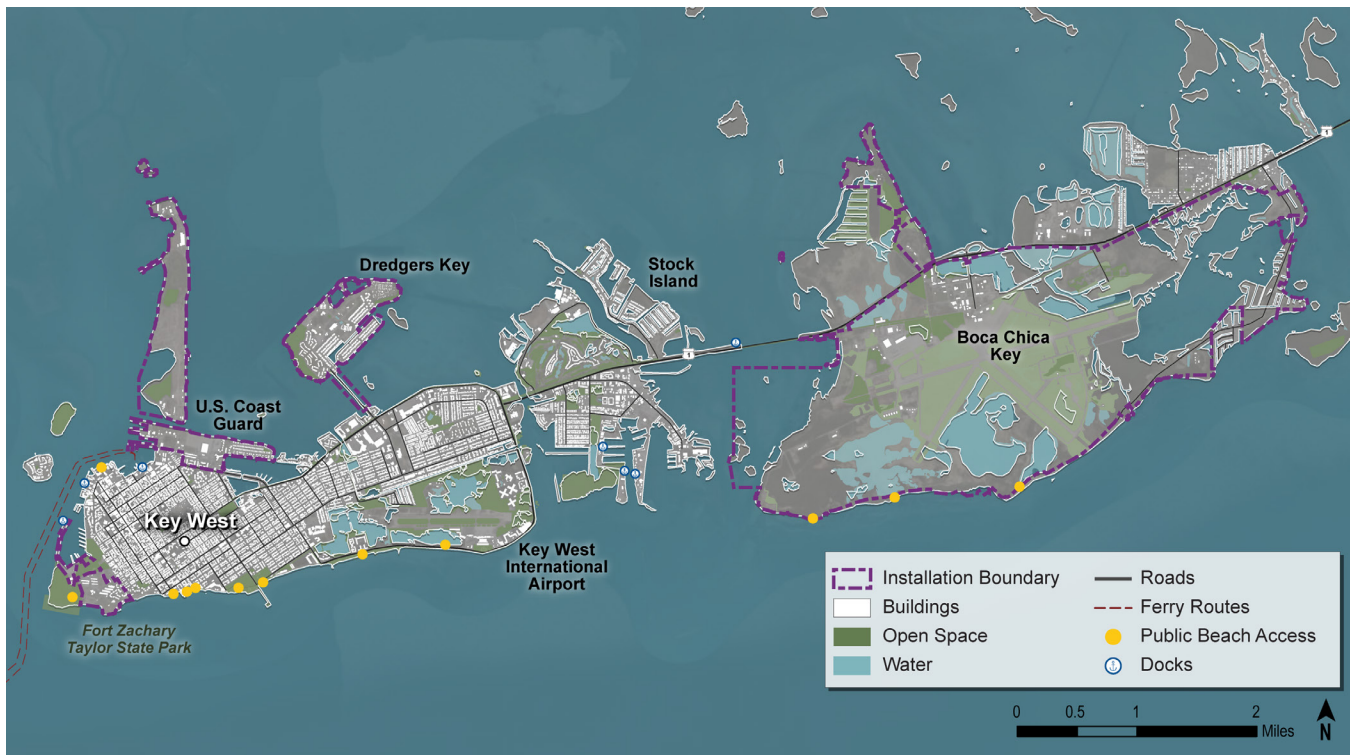 Dredgers Key
Stock
Island
1
1
Boca Chica
Key
U.S. Coast
Guard
Key West
Key West
International
Airport
Fort Zachary
Taylor State Park
Installation Boundary
Buildings
Open Space
Water
Roads
Ferry Routes
Public Beach Access
Docks
0 0.5 1 2
Miles
N